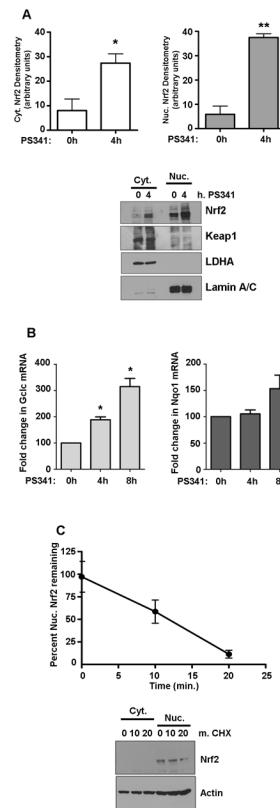 A
Cyt. Nrf2 Densitometry
(arbitrary units)
40
30
20
10
0
*
PS341: 0h 4h
Nuc. Nrf2 Densitometry
(arbitrary units)
40
30
20
10
0
**
PS341: 0h 4h
Cyt. Nuc.
0 4 0 4 h. PS341
Nrf2
Keap1
LDHA
Lamin A/C
B
Fold change in Gclc mRNA
400
300
200
100
0
* *
PS341: 0h 4h 8h
Fold change in Nqo1 mRNA
200
150
100
50
0
PS341: 0h 4h 8h
C
Percent Nuc. Nrf2 remaining
125
100
75
50
25
0
0 5 10 15 20 25
Time (min.)
Cyt. Nuc.
0 10 20 0 10 20 m. CHX
Nrf2
Actin